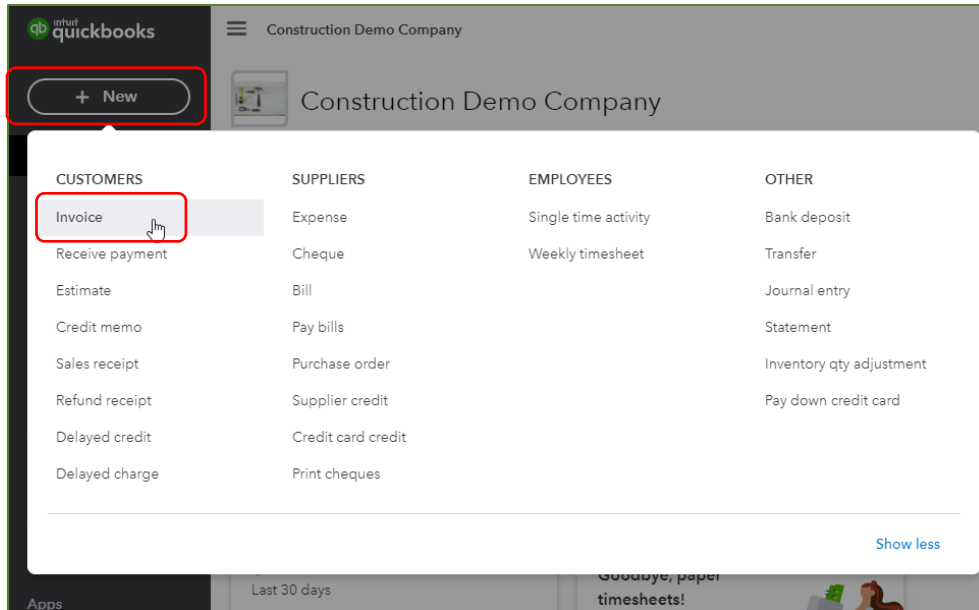 intuit
quickbooks
Construction Demo Company
+ New
Construction Demo Company
CUSTOMERS
Invoice
Receive payment
Estimate
Credit memo
Sales receipt
Refund receipt
Delayed credit
Delayed charge
SUPPLIERS
Expense
Cheque
Bill
Pay bills
Purchase order
Supplier credit
Credit card credit
Print cheques
EMPLOYEES
Single time activity
Weekly timesheet
OTHER
Bank deposit
Transfer
Journal entry
Statement
Inventory qty adjustment
Pay down credit card
Show less
Apps
Last 30 days
Goodbye, paper
timesheets!